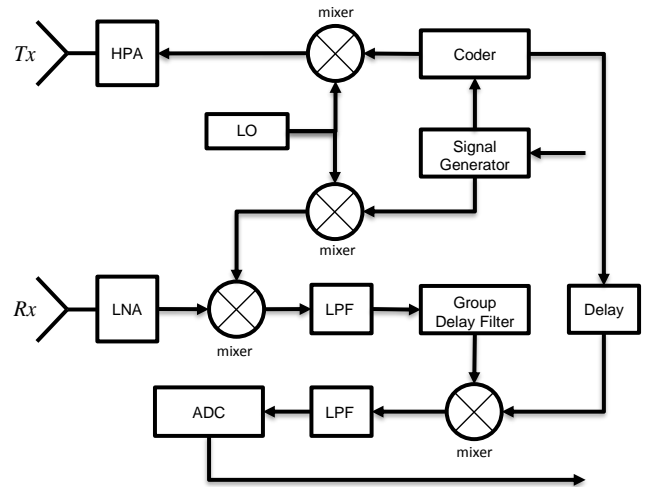 mixer
Tx
HPA
Coder
LO
Signal
Generator
mixer
Rx
LNA
LPF
Group
Delay Filter
Delay
mixer
ADC
LPF
mixer